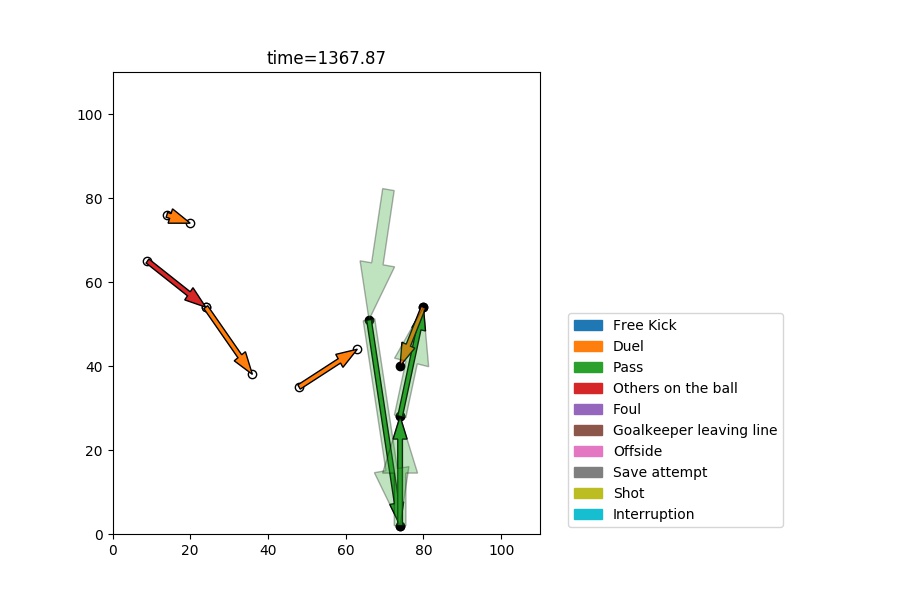 time=1367.87
100
80
60
40
20
0
0 20 40 60 80 100
Free Kick
Duel
Pass
Others on the ball
Foul
Goalkeeper leaving line
Offside
Save attempt
Shot
Interruption